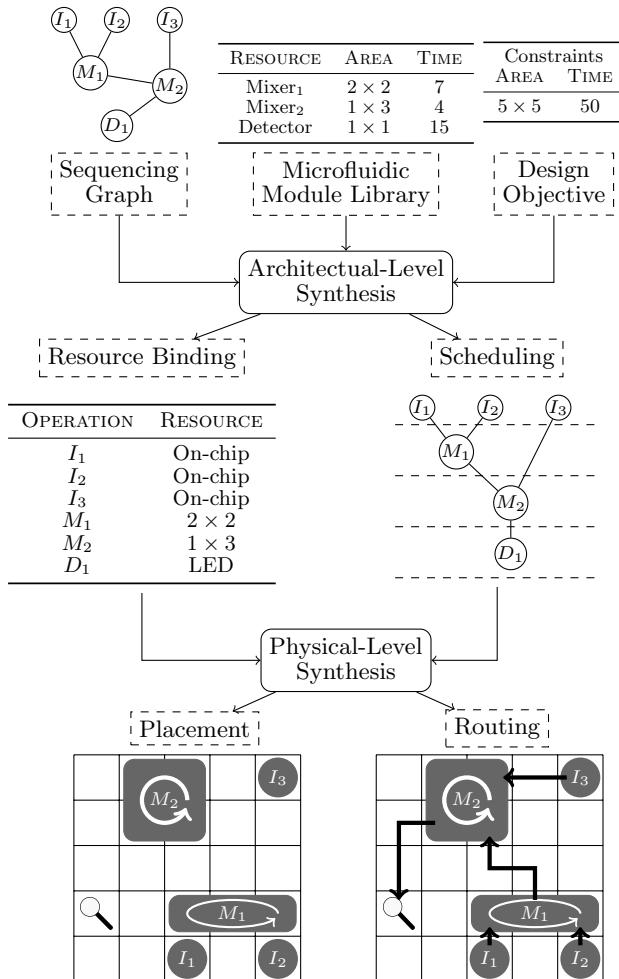 I₁ I₂ I₃
M₁ M₂
D₁
RESOURCE AREA TIME
Mixer₁ 2 × 2 7
Mixer₂ 1 × 3 4
Detector 1 × 1 15
Constraints
AREA TIME
5 × 5 50
Sequencing
Graph
Microfluidic
Module Library
Design
Objective
Architectual-Level
Synthesis
Resource Binding
Scheduling
OPERATION RESOURCE
I₁ On-chip
I₂ On-chip
I₃ On-chip
M₁ 2 × 2
M₂ 1 × 3
D₁ LED
I₁ I₂ I₃
M₁
M₂
D₁
Physical-Level
Synthesis
Placement
Routing
M₂ I₃
M₁
I₁ I₂
M₂ I₃
M₁
I₁ I₂